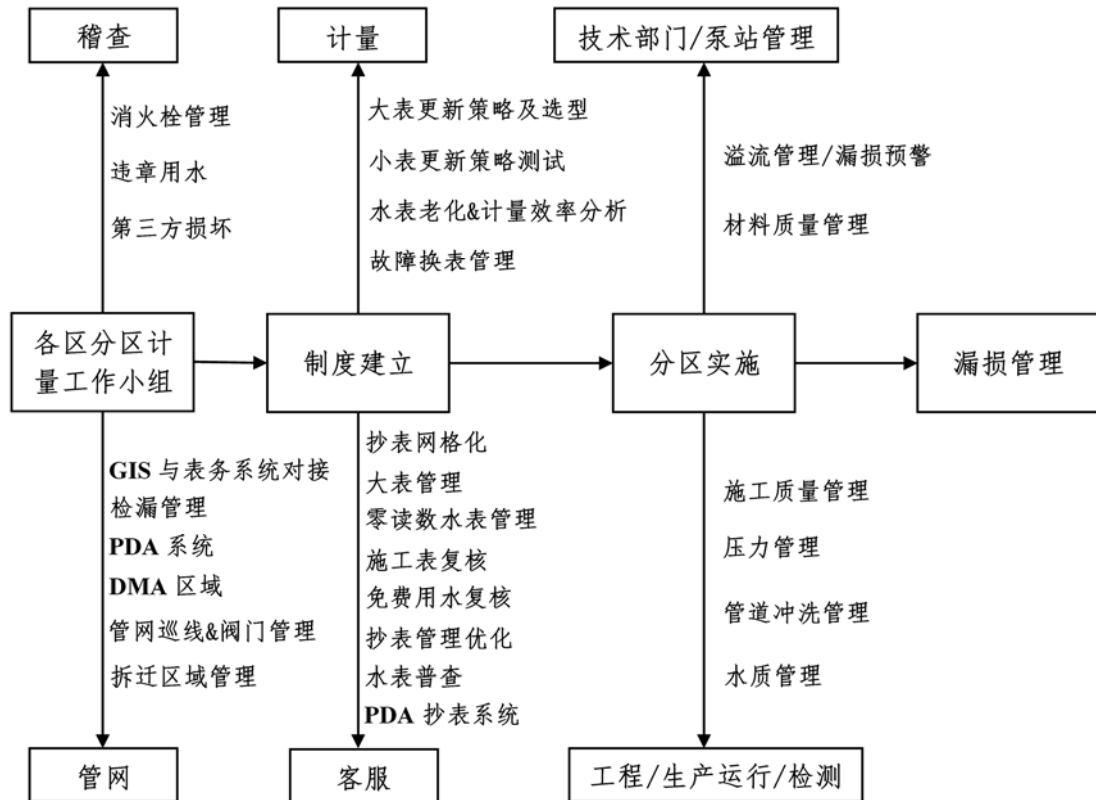 稽查
计量
技术部门/泵站管理
消火栓管理
违章用水
第三方损坏
大表更新策略及选型
小表更新策略测试
水表老化&计量效率分析
故障换表管理
溢流管理/漏损预警
材料质量管理
各区分区计
量工作小组
制度建立
分区实施
漏损管理
GIS 与表务系统对接
检漏管理
PDA 系统
DMA 区域
管网巡线&阀门管理
拆迁区域管理
抄表网格化
大表管理
零读数水表管理
施工表复核
免费用水复核
抄表管理优化
水表普查
PDA 抄表系统
施工质量管理
压力管理
管道冲洗管理
水质管理
管网
客服
工程/生产运行/检测